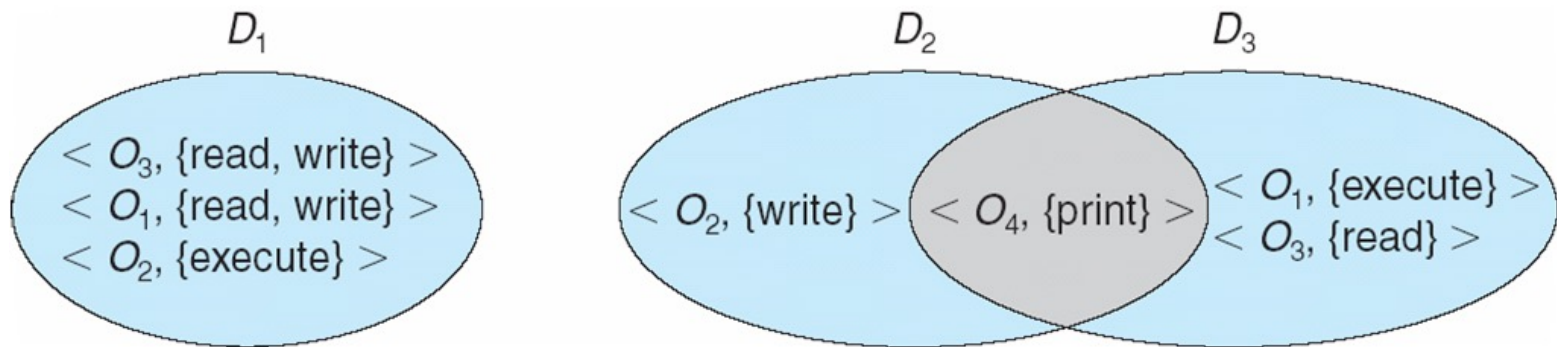 D₁
< O₃, {read, write} >
< O₁, {read, write} >
< O₂, {execute} >
D₂
D₃
< O₂, {write} >
< O₄, {print} >
< O₁, {execute} >
< O₃, {read} >